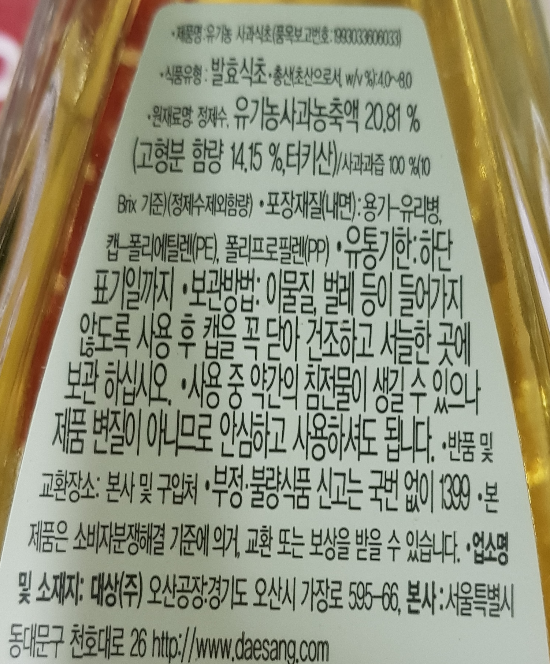 •제품명:유기농 사과식초(품목보고번호:1993033606033)
•식품유형: 발효식초•총산(초산으로서, w/v %):4.0~8.0
•원재료명: 정제수, 유기농사과농축액 20.81 %
(고형분 함량 14.15 %,터키산)/사과과즙 100 %(10
Brix 기준)(정제수제외함량) •포장재질(내면):용기-유리병,
캡-폴리에틸렌(PE), 폴리프로필렌(PP) •유통기한:하단
표기일까지 •보관방법: 이물질, 벌레 등이 들어가지
않도록 사용 후 캡을 꼭 닫아 건조하고 서늘한 곳에
보관 하십시오. •사용 중 약간의 침전물이 생길 수 있으나
제품 변질이 아니므로 안심하고 사용하셔도 됩니다. •반품 및
교환장소: 본사 및 구입처 •부정·불량식품 신고는 국번 없이 1399 •본
제품은 소비자분쟁해결 기준에 의거, 교환 또는 보상을 받을 수 있습니다. •업소명
및 소재지: 대상(주) 오산공장:경기도 오산시 가장로 595-66, 본사:서울특별시
동대문구 천호대로 26 http://www.daesang.com